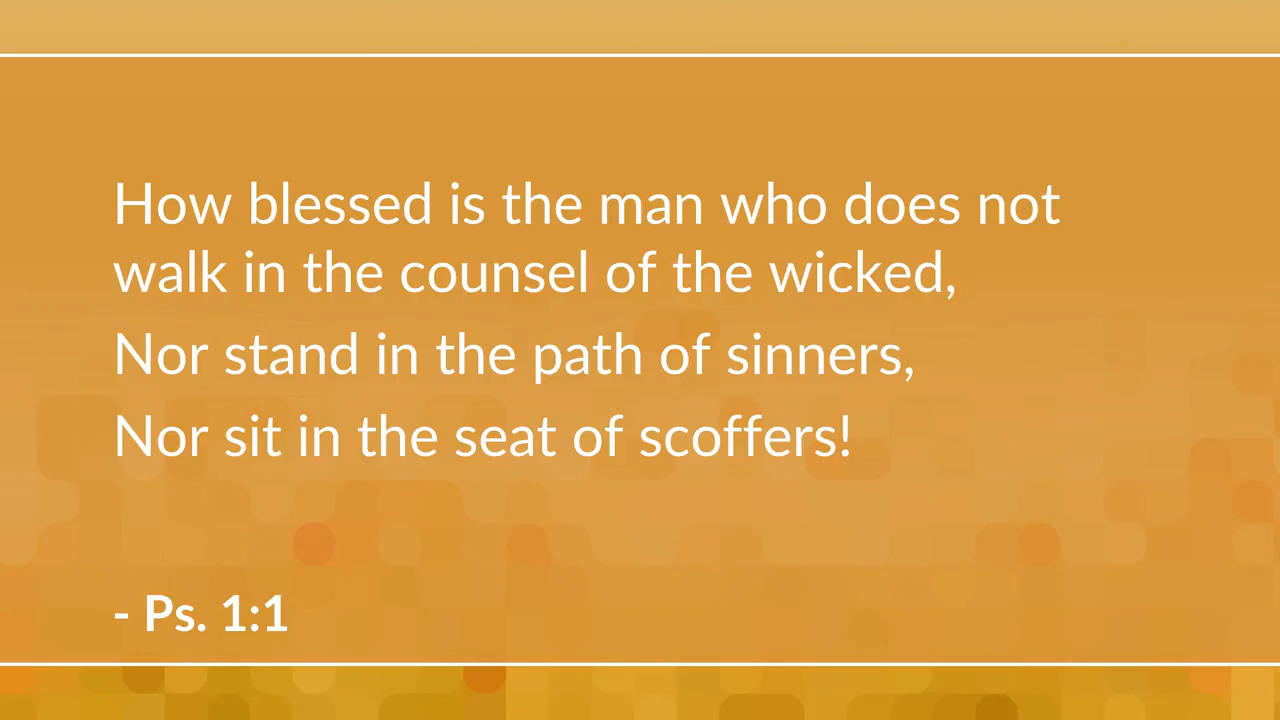 How blessed is the man who does not
walk in the counsel of the wicked,
Nor stand in the path of sinners,
Nor sit in the seat of scoffers!
- Ps. 1:1